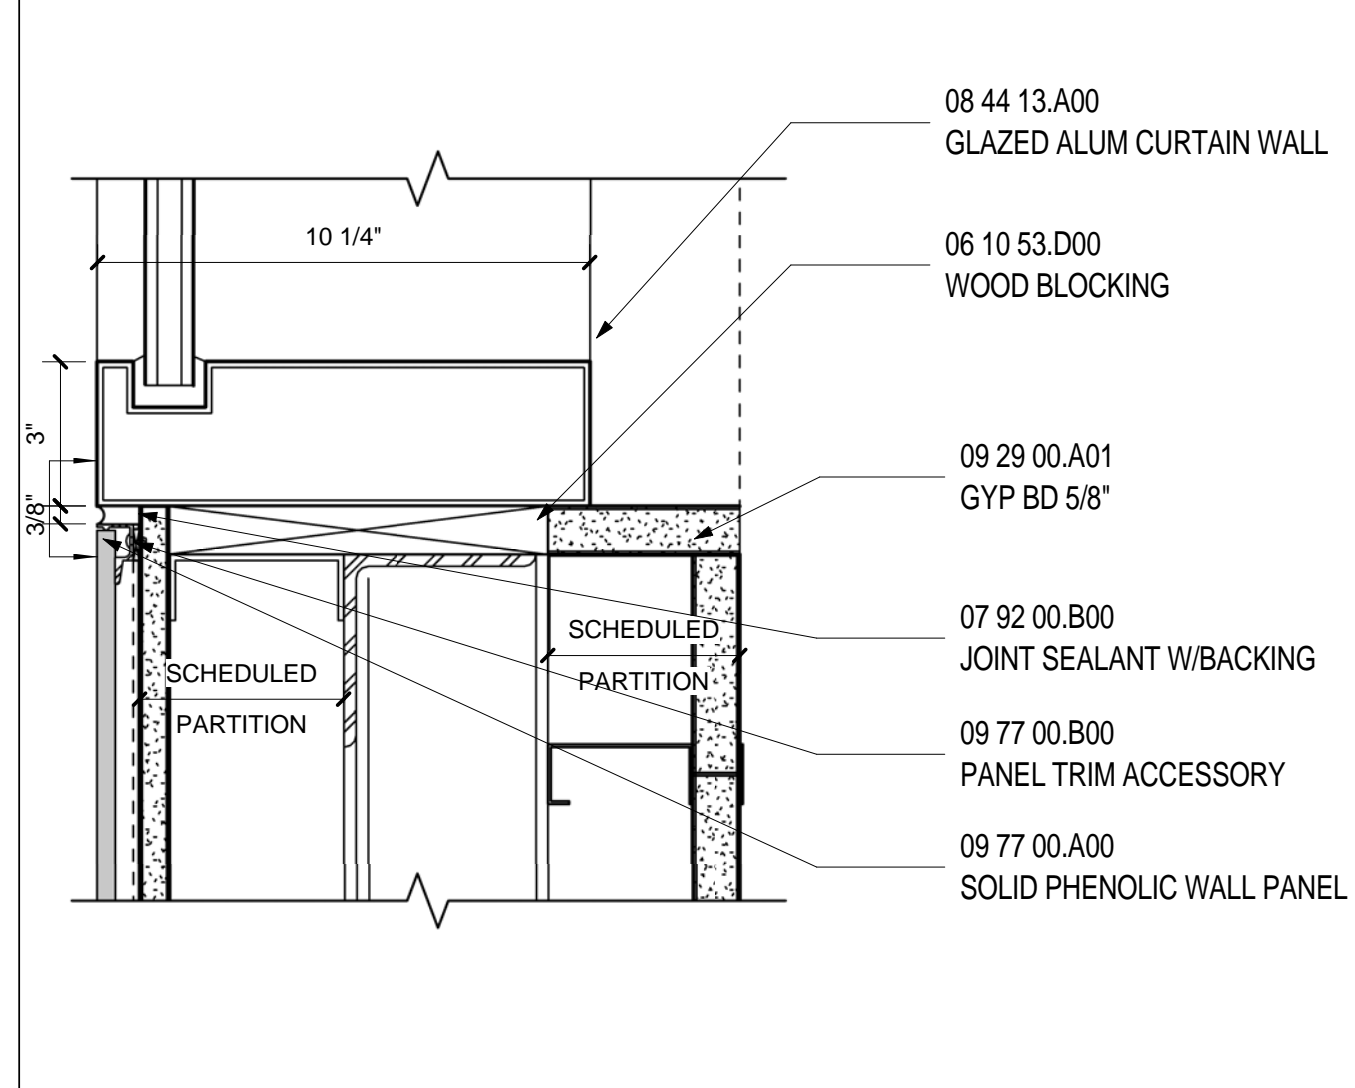 08 44 13.A00
GLAZED ALUM CURTAIN WALL
10 1/4"
06 10 53.D00
WOOD BLOCKING
3"
3/8"
09 29 00.A01
GYP BD 5/8"
SCHEDULED
PARTITION
SCHEDULED
PARTITION
07 92 00.B00
JOINT SEALANT W/BACKING
09 77 00.B00
PANEL TRIM ACCESSORY
09 77 00.A00
SOLID PHENOLIC WALL PANEL